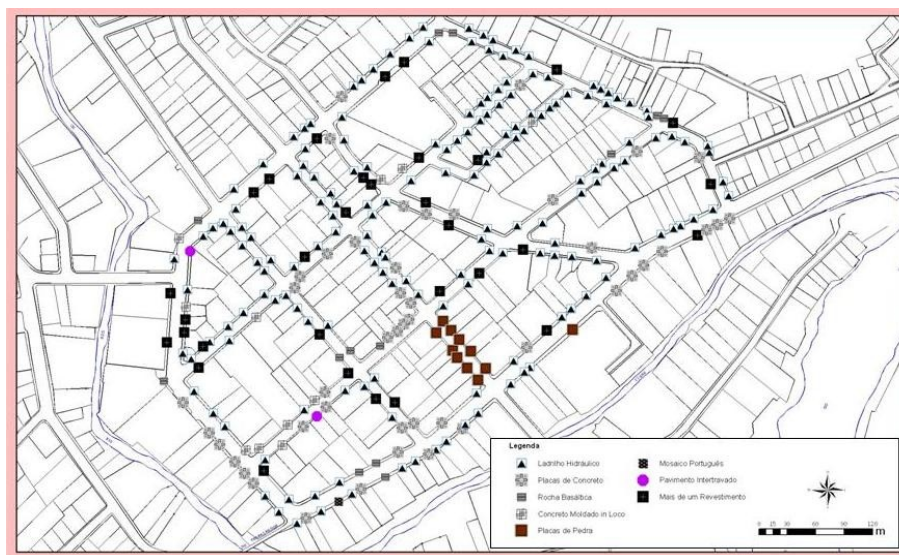 Legenda
Ladrilho Hidráulico
Placas de Concreto
Rocha Basáltica
Concreto Moldado in Loco
Placas de Pedra
Mosaico Português
Pavimento Intertravado
Mais de um Revestimento
0 15 30 60 90 120
m